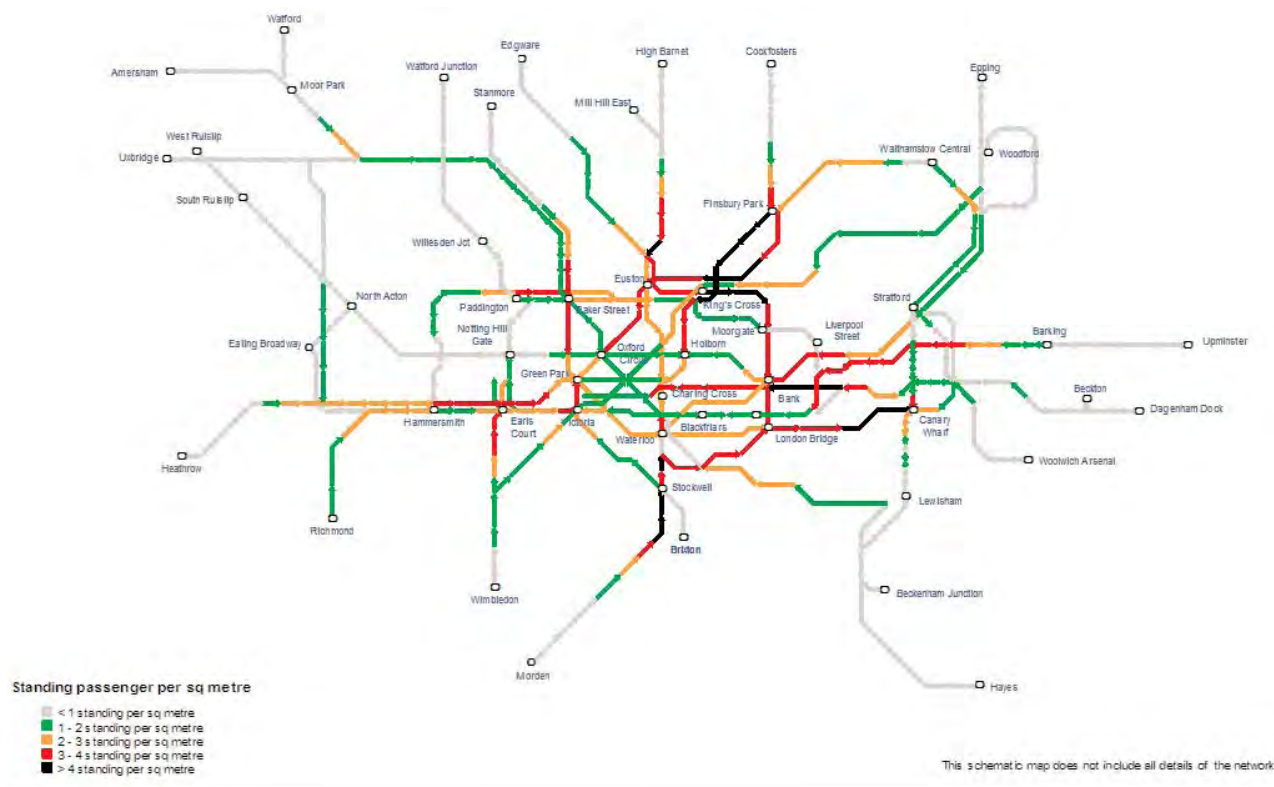 Watford
Edgware
High Barnet
Cockfosters
Amersham
Watford Junction
Epping
Moor Park
Stanmore
Mill Hill East
West Ruislip
Walthamstow Central
Uxbridge
Woodford
South Ruislip
Finsbury Park
Willesden Jct
Euston
North Acton
Paddington
Baker Street
King's Cross
Stratford
Notting Hill
Gate
Moorgate
Liverpool
Street
Barking
Ealing Broadway
Oxford
Circus
Holborn
Upminster
Green Park
Charing Cross
Bank
Beckton
Hammersmith
Earls
Court
Victoria
Waterloo
Blackfriars
London Bridge
Canary
Wharf
Dagenham Dock
Heathrow
Woolwich Arsenal
Stockwell
Lewisham
Richmond
Brixton
Wimbledon
Beckenham Junction
Morden
Hayes
Standing passenger per sq metre
< 1 standing per sq metre
1 - 2 standing per sq metre
2 - 3 standing per sq metre
3 - 4 standing per sq metre
> 4 standing per sq metre
This schematic map does not include all details of the network